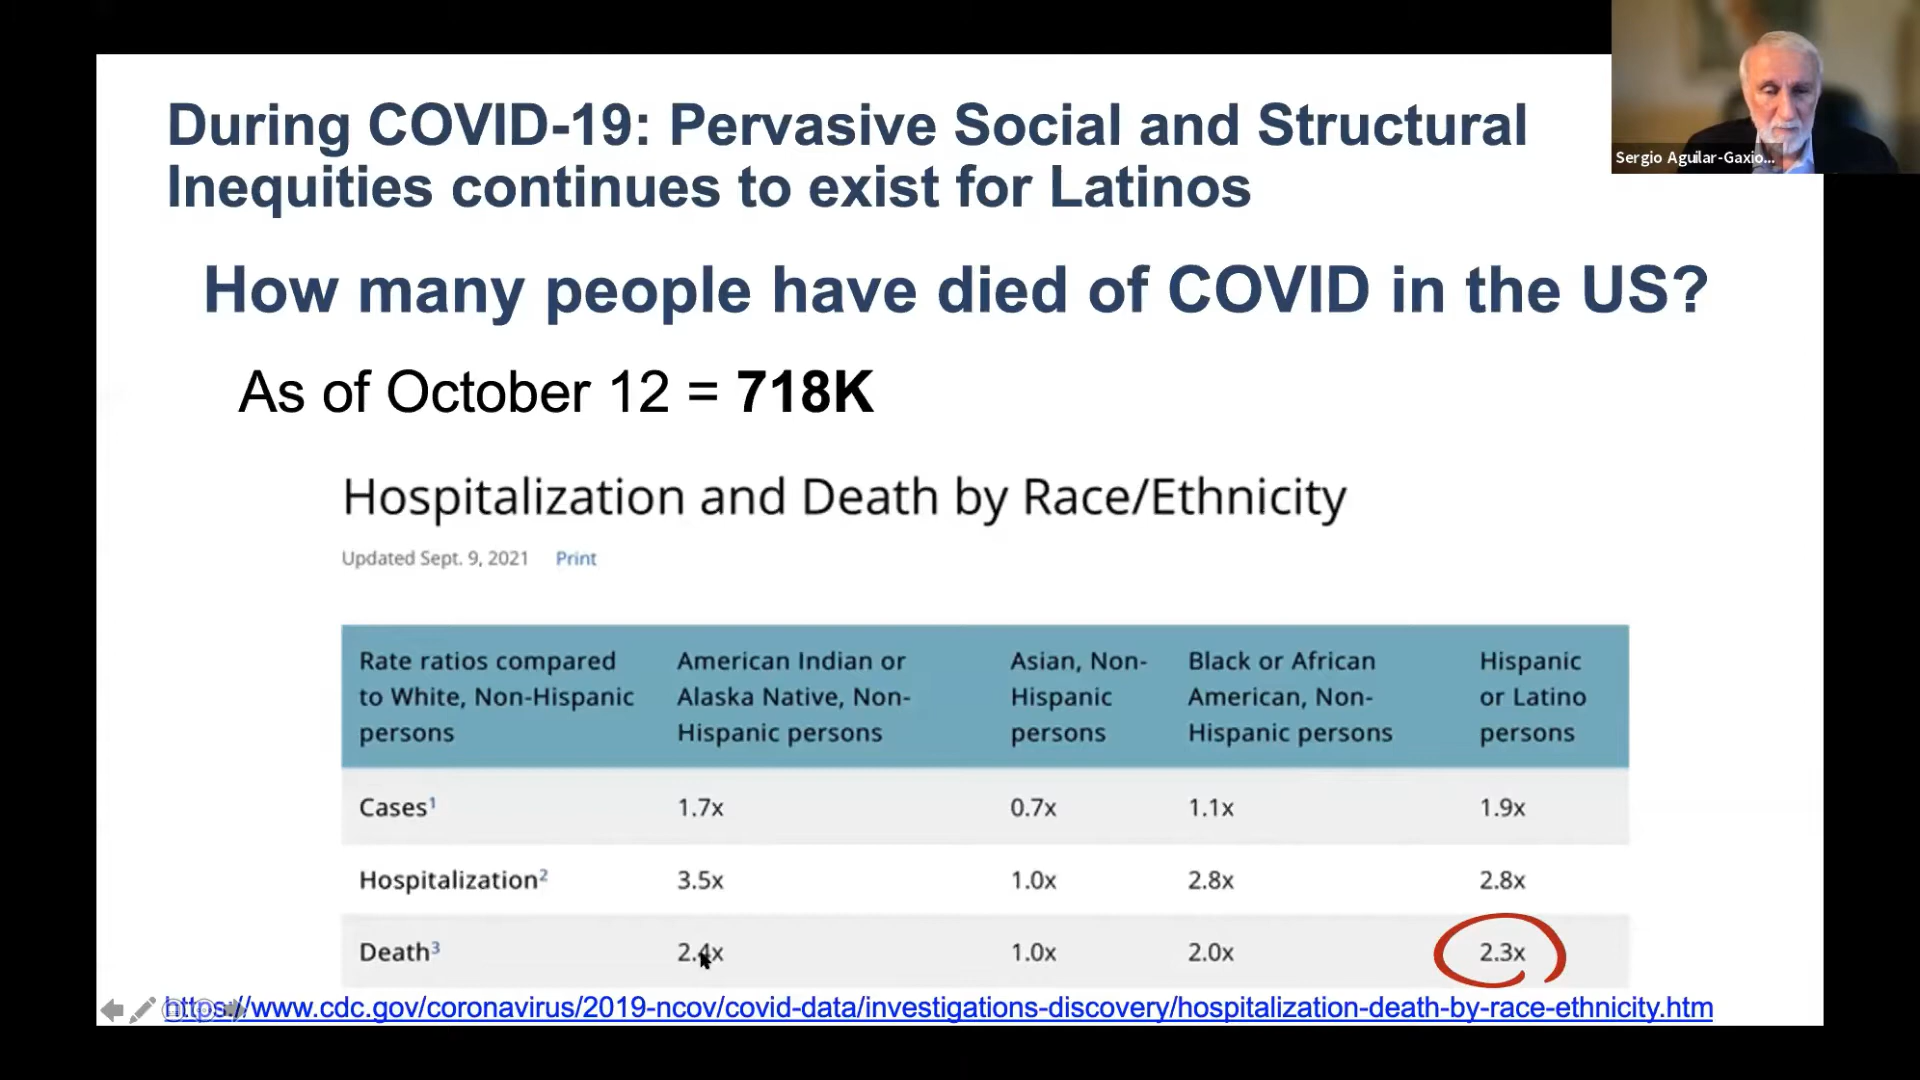 During COVID-19: Pervasive Social and Structural
Inequities continues to exist for Latinos
Sergio Aguilar-Gaxio...
How many people have died of COVID in the US?
As of October 12 = 718K
Hospitalization and Death by Race/Ethnicity
Updated Sept. 9, 2021 Print
Rate ratios compared to White, Non-Hispanic persons
American Indian or Alaska Native, Non-Hispanic persons
Asian, Non-Hispanic persons
Black or African American, Non-Hispanic persons
Hispanic or Latino persons
Cases1 1.7x 0.7x 1.1x 1.9x
Hospitalization2 3.5x 1.0x 2.8x 2.8x
Death3 2.4x 1.0x 2.0x 2.3x
https://www.cdc.gov/coronavirus/2019-ncov/covid-data/investigations-discovery/hospitalization-death-by-race-ethnicity.htm